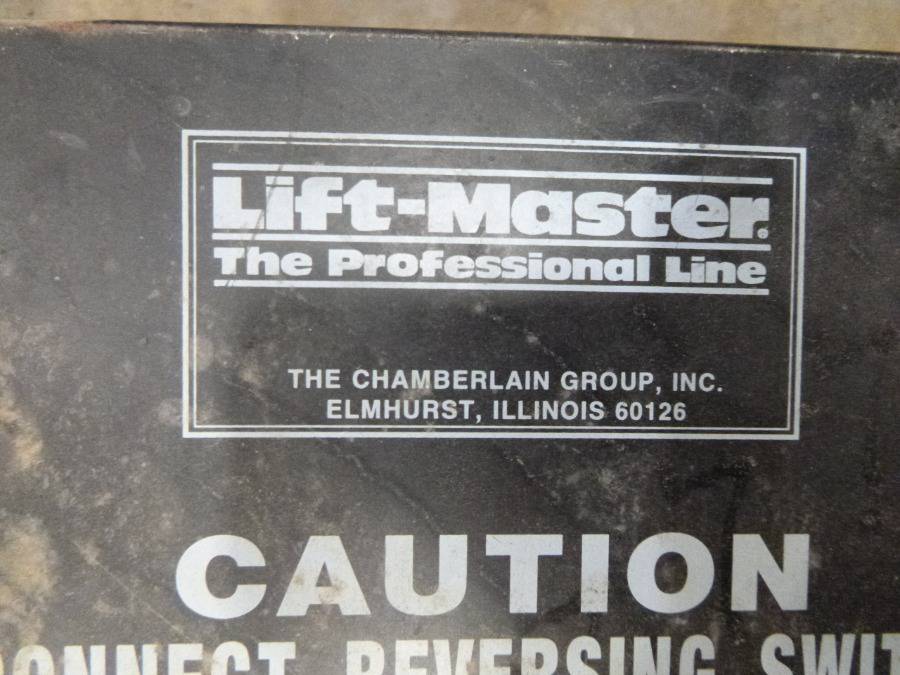 Lift-Master®
The Professional Line
THE CHAMBERLAIN GROUP, INC.
ELMHURST, ILLINOIS 60126
CAUTION
REVERSING